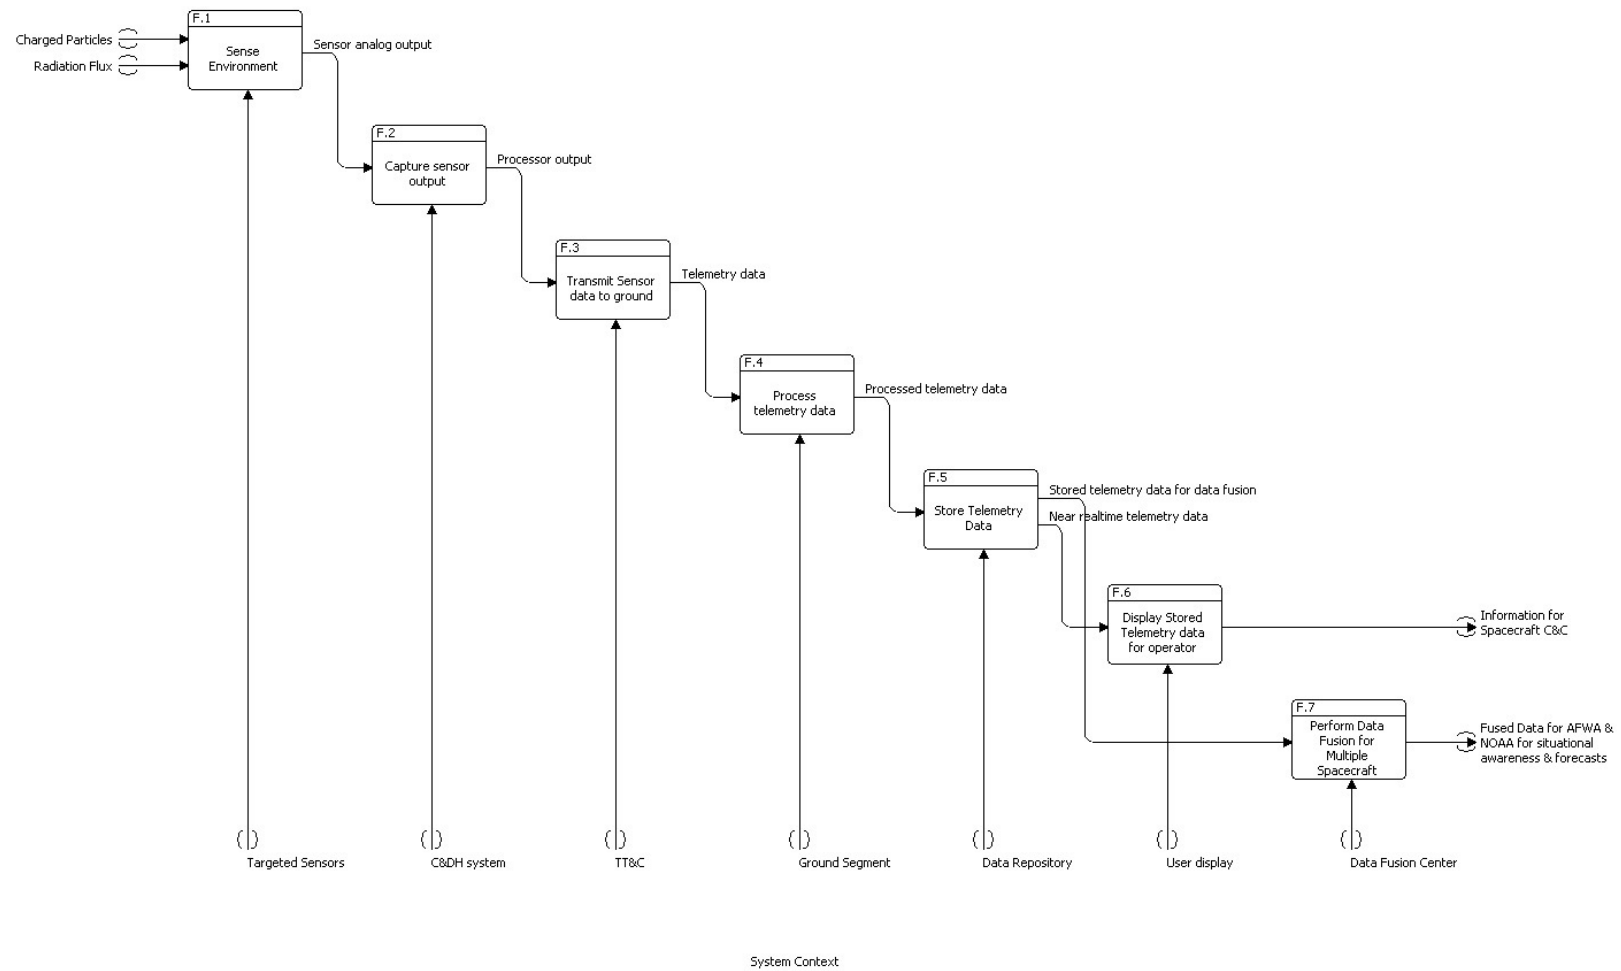 F.1
Charged Particles
Radiation Flux
Sense
Environment
Sensor analog output
F.2
Capture sensor
output
Processor output
F.3
Transmit Sensor
data to ground
Telemetry data
F.4
Process
telemetry data
Processed telemetry data
F.5
Store Telemetry
Data
Stored telemetry data for data fusion
Near realtime telemetry data
F.6
Display Stored
Telemetry data
for operator
Information for
Spacecraft C&C
F.7
Perform Data
Fusion for
Multiple
Spacecraft
Fused Data for AFWA &
NOAA for situational
awareness & forecasts
Targeted Sensors
C&DH system
TT&C
Ground Segment
Data Repository
User display
Data Fusion Center
System Context